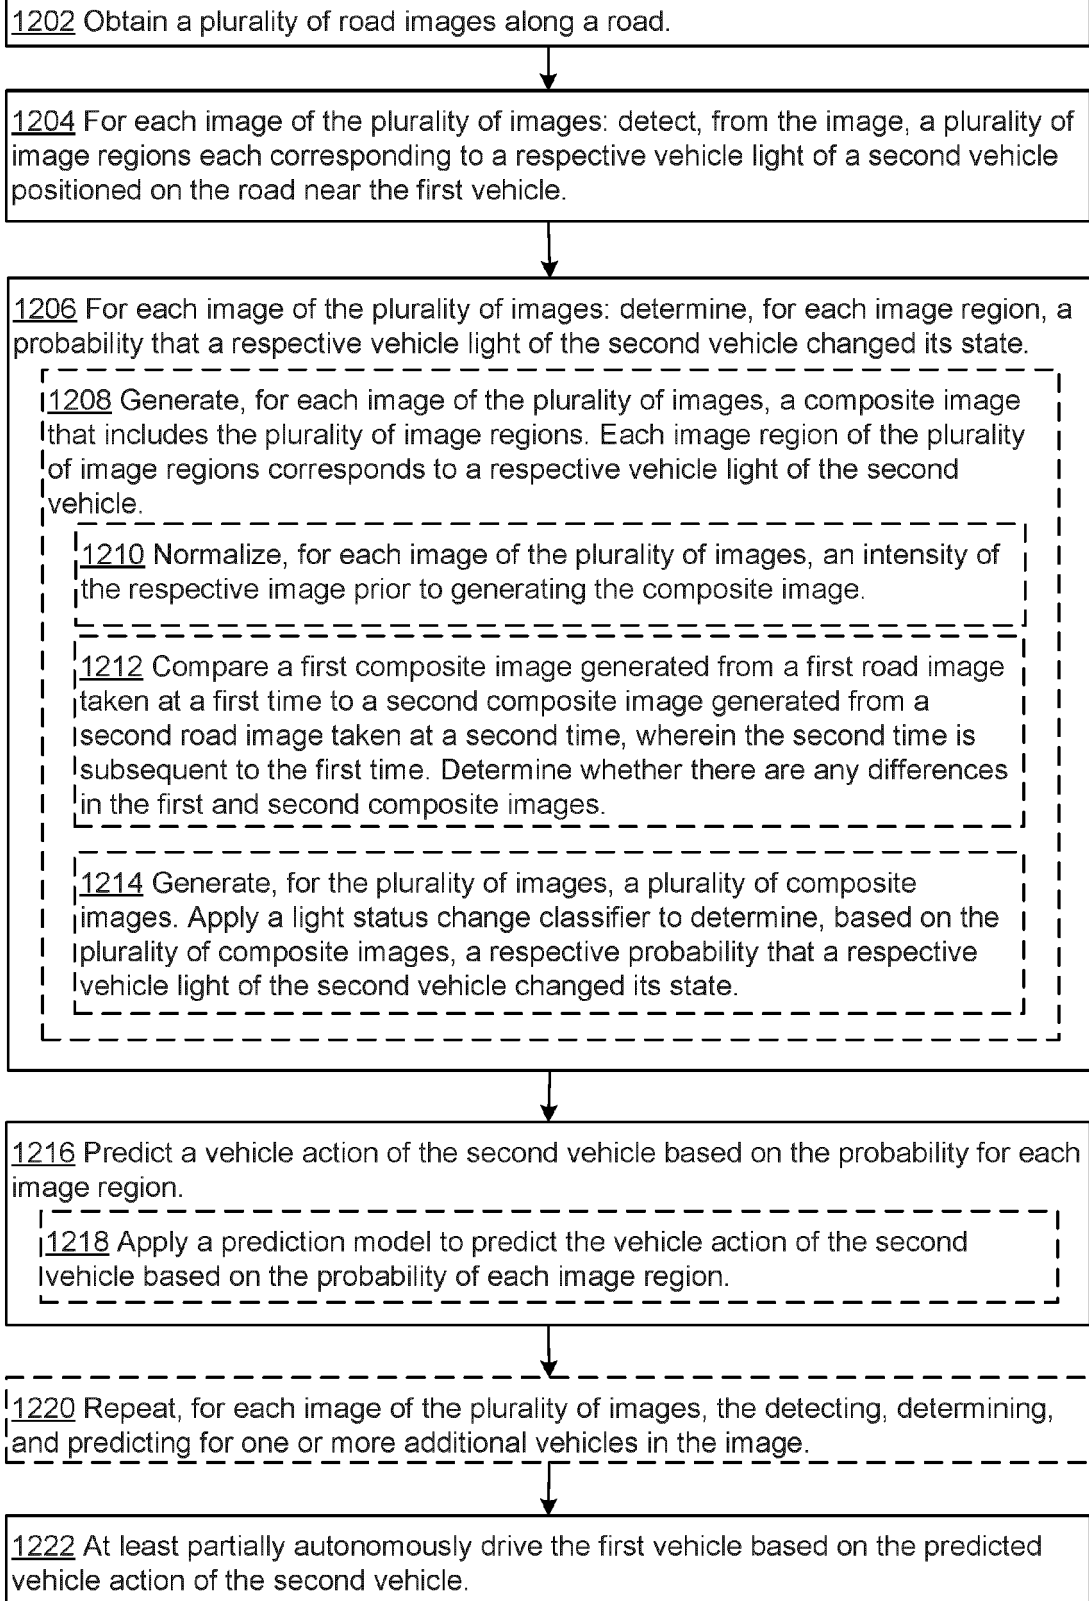 1202 Obtain a plurality of road images along a road.
1204 For each image of the plurality of images: detect, from the image, a plurality of
image regions each corresponding to a respective vehicle light of a second vehicle
positioned on the road near the first vehicle.
1206 For each image of the plurality of images: determine, for each image region, a
probability that a respective vehicle light of the second vehicle changed its state.
1208 Generate, for each image of the plurality of images, a composite image
that includes the plurality of image regions. Each image region of the plurality
of image regions corresponds to a respective vehicle light of the second
vehicle.
1210 Normalize, for each image of the plurality of images, an intensity of
the respective image prior to generating the composite image.
1212 Compare a first composite image generated from a first road image
taken at a first time to a second composite image generated from a
second road image taken at a second time, wherein the second time is
subsequent to the first time. Determine whether there are any differences
in the first and second composite images.
1214 Generate, for the plurality of images, a plurality of composite
images. Apply a light status change classifier to determine, based on the
plurality of composite images, a respective probability that a respective
vehicle light of the second vehicle changed its state.
1216 Predict a vehicle action of the second vehicle based on the probability for each
image region.
1218 Apply a prediction model to predict the vehicle action of the second
vehicle based on the probability of each image region.
1220 Repeat, for each image of the plurality of images, the detecting, determining,
and predicting for one or more additional vehicles in the image.
1222 At least partially autonomously drive the first vehicle based on the predicted
vehicle action of the second vehicle.